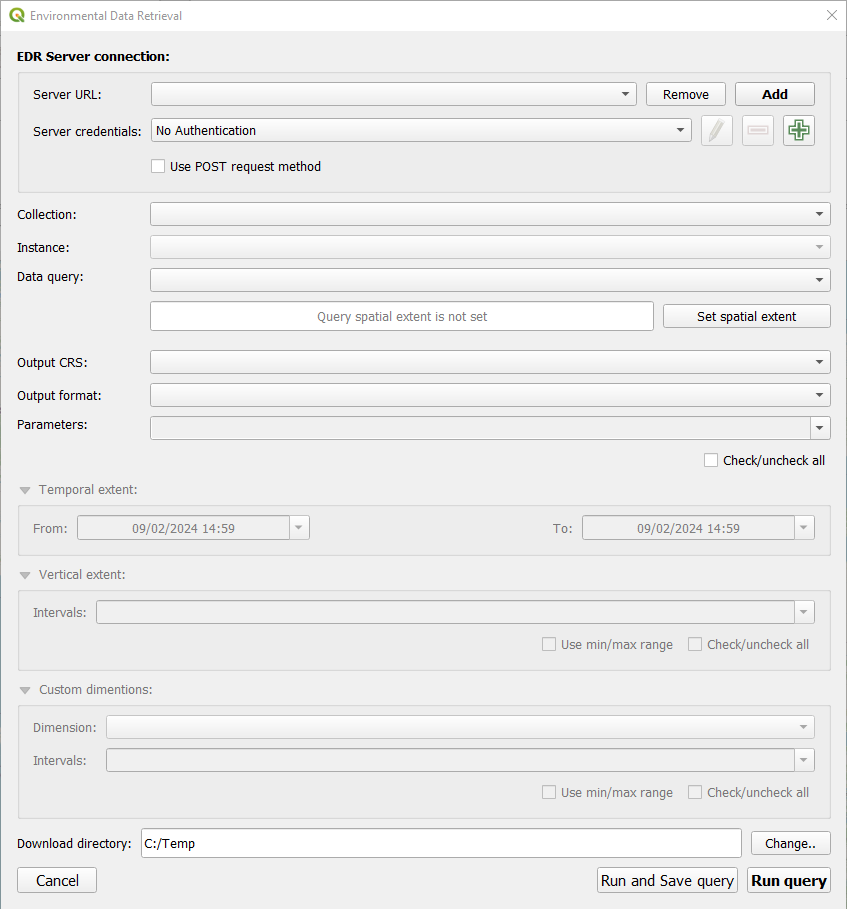 Environmental Data Retrieval
EDR Server connection:
Server URL:
Remove
Add
Server credentials:
No Authentication
Use POST request method
Collection:
Instance:
Data query:
Query spatial extent is not set
Set spatial extent
Output CRS:
Output format:
Parameters:
Check/uncheck all
Temporal extent:
From: 09/02/2024 14:59 To: 09/02/2024 14:59
Vertical extent:
Intervals:
Use min/max range Check/uncheck all
Custom dimentions:
Dimension:
Intervals:
Use min/max range Check/uncheck all
Download directory: C:/Temp Change..
Cancel Run and Save query Run query